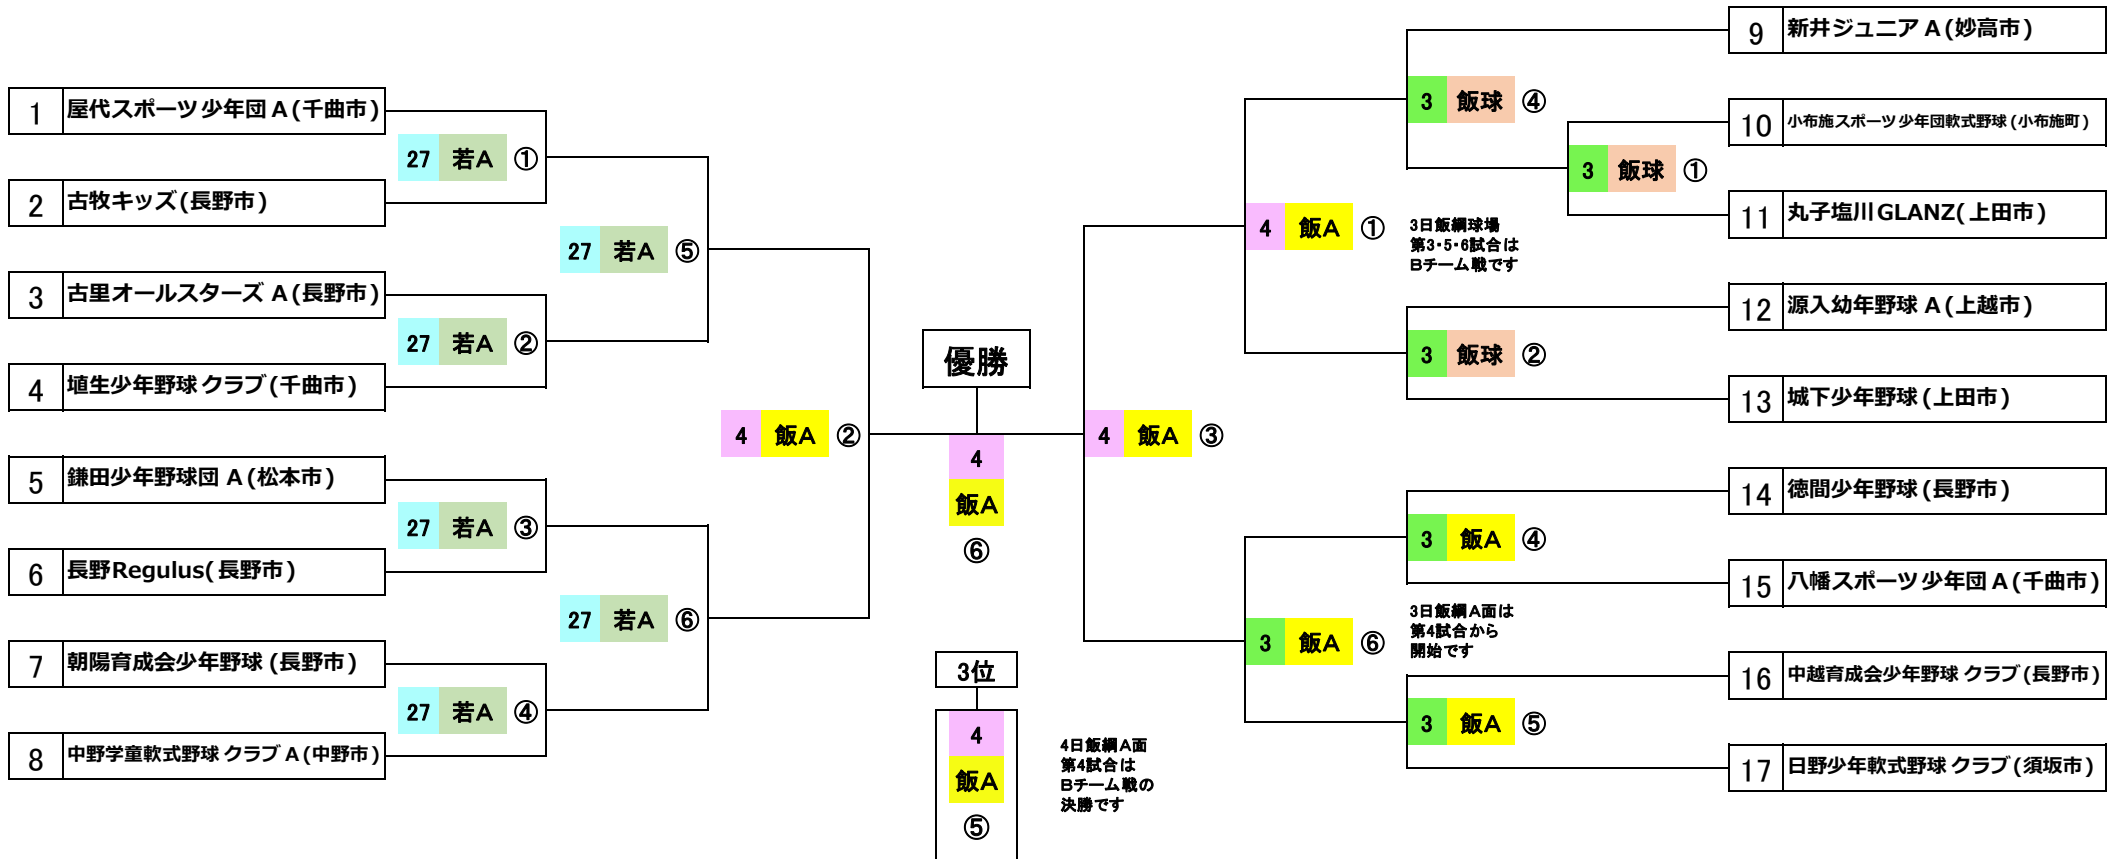 1 屋代スポーツ少年団 A(千曲市)
27 若A ①
2 古牧キッズ(長野市)
27 若A ⑤
3 古里オールスターズ A(長野市)
27 若A ②
4 埴生少年野球クラブ(千曲市)
4 飯A ②
5 鎌田少年野球団 A(松本市)
27 若A ③
6 長野Regulus(長野市)
27 若A ⑥
7 朝陽育成会少年野球 (長野市)
27 若A ④
8 中野学童軟式野球クラブ A(中野市)
優勝
4
飯A
⑥
3位
4
飯A
⑤
4日飯綱A面
第4試合は
Bチーム戦の
決勝です
4 飯A ③
9 新井ジュニア A(妙高市)
3 飯球 ④
10 小布施スポーツ少年団軟式野球(小布施町)
3 飯球 ①
11 丸子塩川GLANZ(上田市)
4 飯A ①
3日飯綱球場
第3・5・6試合は
Bチーム戦です
12 源入幼年野球 A(上越市)
3 飯球 ②
13 城下少年野球(上田市)
14 徳間少年野球(長野市)
3 飯A ④
15 八幡スポーツ少年団 A(千曲市)
3 飯A ⑥
3日飯綱A面は
第4試合から
開始です
16 中越育成会少年野球クラブ(長野市)
3 飯A ⑤
17 日野少年軟式野球クラブ(須坂市)